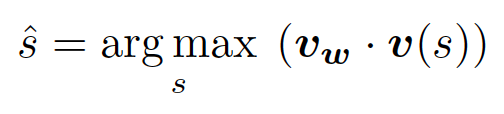 ŝ = arg max (v_w · v(s))
s